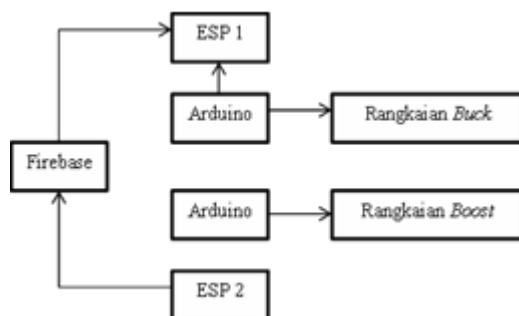 ESP 1
Arduino
Rangkaian Buck
Firebase
Arduino
Rangkaian Boost
ESP 2